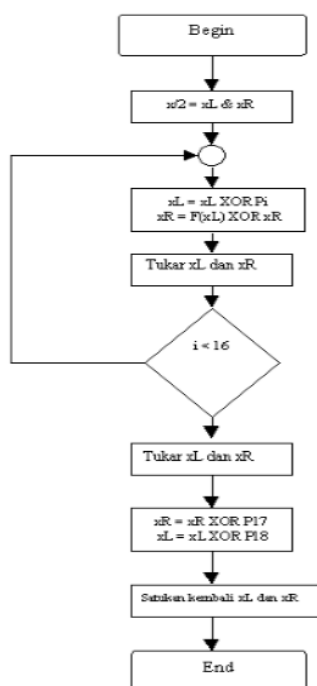 Begin
x/2 = xL & xR
xL = xL XOR Pi
xR = F(xL) XOR xR
Tukar xL dan xR
i < 16
Tukar xL dan xR
xR = xR XOR P17
xL = xL XOR P18
Satukan kembali xL dan xR
End